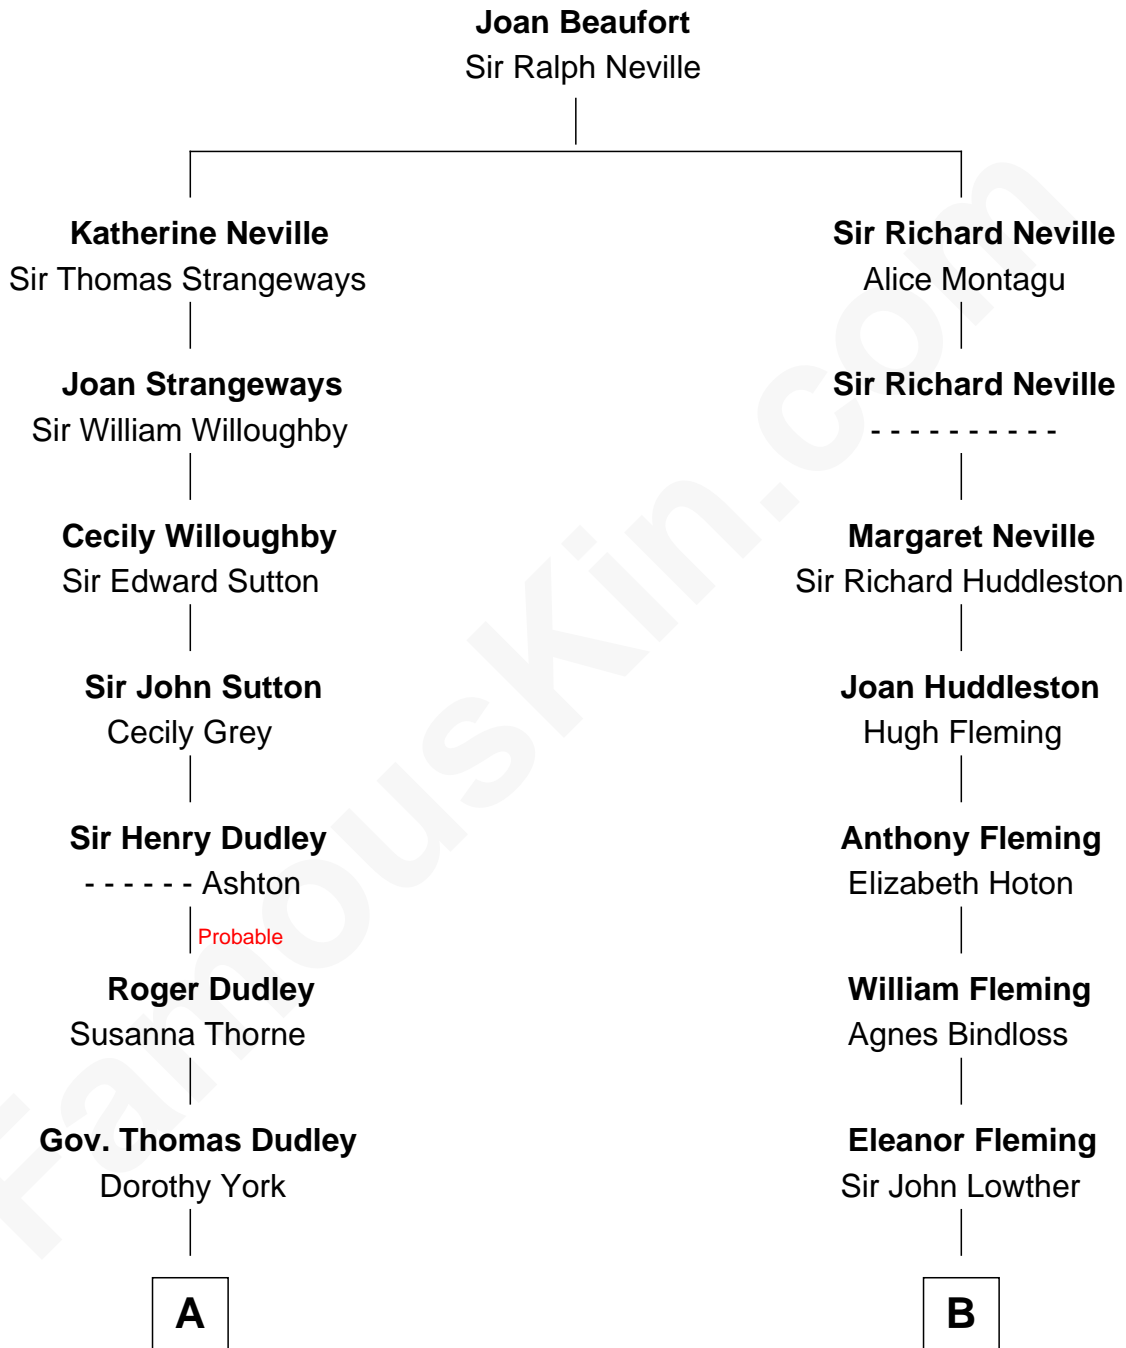 Joan Beaufort
Sir Ralph Neville
Katherine Neville
Sir Thomas Strangeways
Sir Richard Neville
Alice Montagu
Joan Strangeways
Sir William Willoughby
Sir Richard Neville
- - - - - - - - - -
Cecily Willoughby
Sir Edward Sutton
Margaret Neville
Sir Richard Huddleston
Sir John Sutton
Cecily Grey
Joan Huddleston
Hugh Fleming
Sir Henry Dudley
- - - - - - Ashton
Probable
Anthony Fleming
Elizabeth Hoton
Roger Dudley
Susanna Thorne
William Fleming
Agnes Bindloss
Gov. Thomas Dudley
Dorothy York
Eleanor Fleming
Sir John Lowther
A
B
FamousKin.com